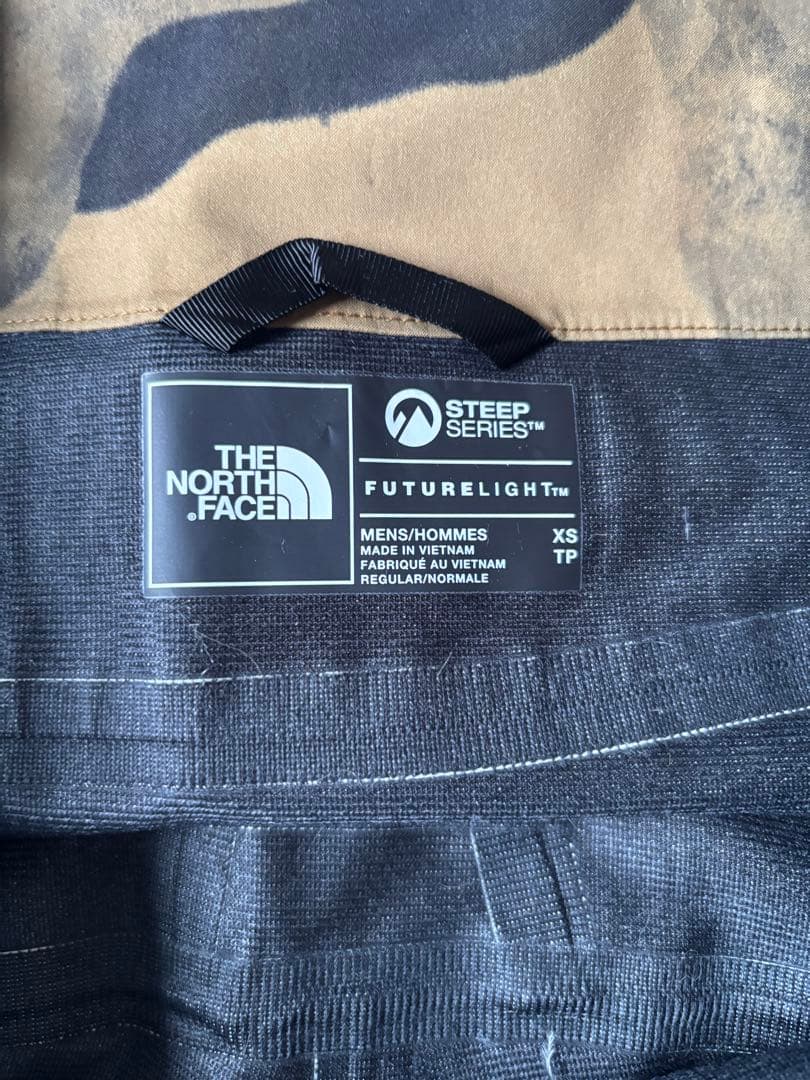 THE
NORTH
FACE®
STEEP
SERIES™
FUTURELIGHT™
MENS/HOMMES XS
MADE IN VIETNAM TP
FABRIQUÉ AU VIETNAM
REGULAR/NORMALE